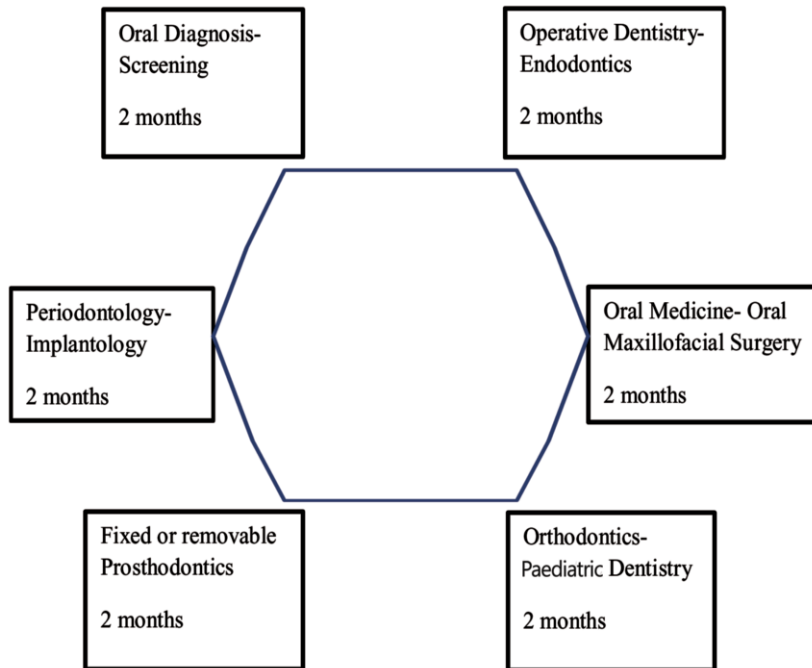 Oral Diagnosis-
Screening
2 months
Operative Dentistry-
Endodontics
2 months
Periodontology-
Implantology
2 months
Oral Medicine- Oral
Maxillofacial Surgery
2 months
Fixed or removable
Prosthodontics
2 months
Orthodontics-
Paediatric Dentistry
2 months